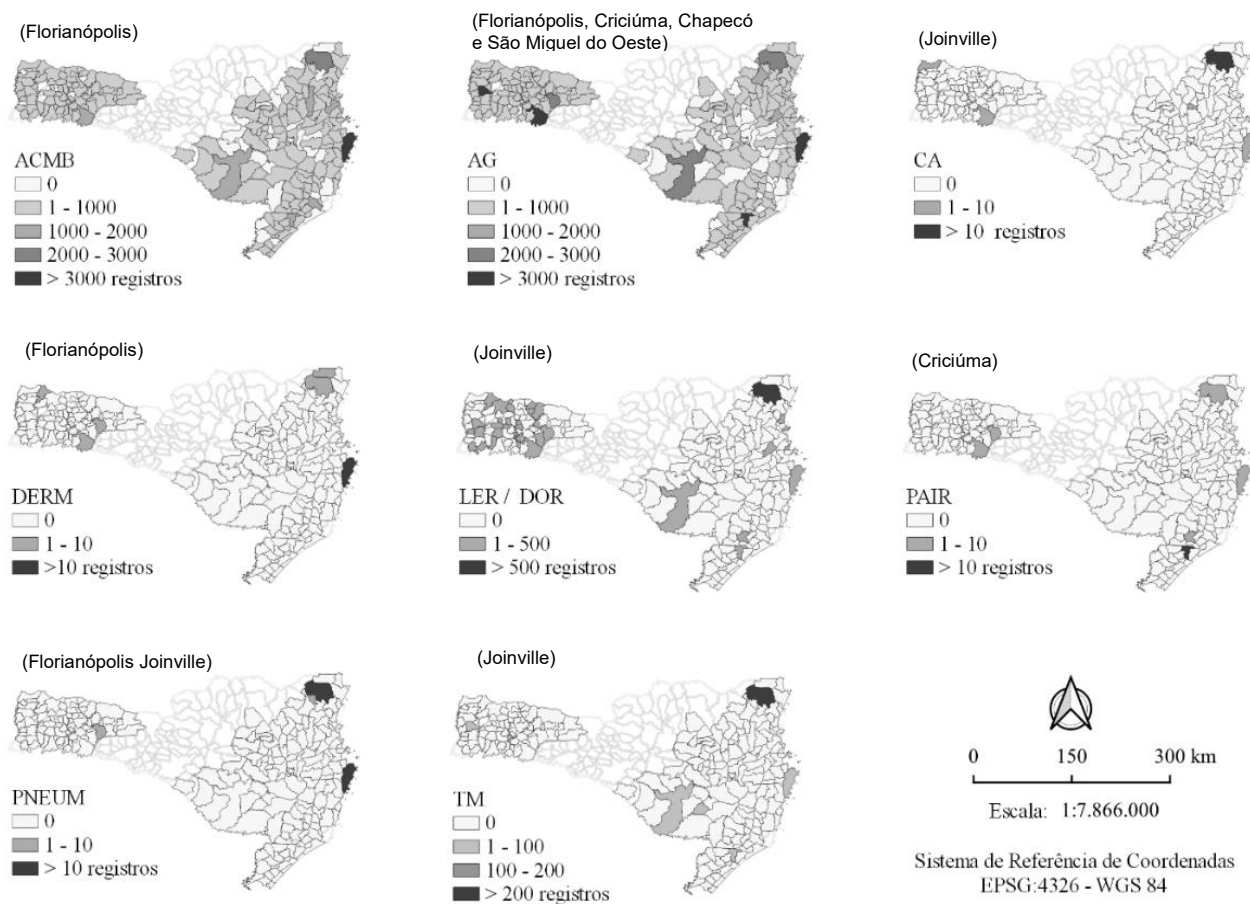 (Florianópolis)
ACMB
0
1 - 1000
1000 - 2000
2000 - 3000
> 3000 registros
(Florianópolis, Criciúma, Chapecó
e São Miguel do Oeste)
AG
0
1 - 1000
1000 - 2000
2000 - 3000
> 3000 registros
(Joinville)
CA
0
1 - 10
> 10 registros
(Florianópolis)
DERM
0
1 - 10
>10 registros
(Joinville)
LER / DOR
0
1 - 500
> 500 registros
(Criciúma)
PAIR
0
1 - 10
> 10 registros
(Florianópolis Joinville)
PNEUM
0
1 - 10
> 10 registros
(Joinville)
TM
0
1 - 100
100 - 200
> 200 registros
0 150 300 km
Escala: 1:7.866.000
Sistema de Referência de Coordenadas
EPSG:4326 - WGS 84